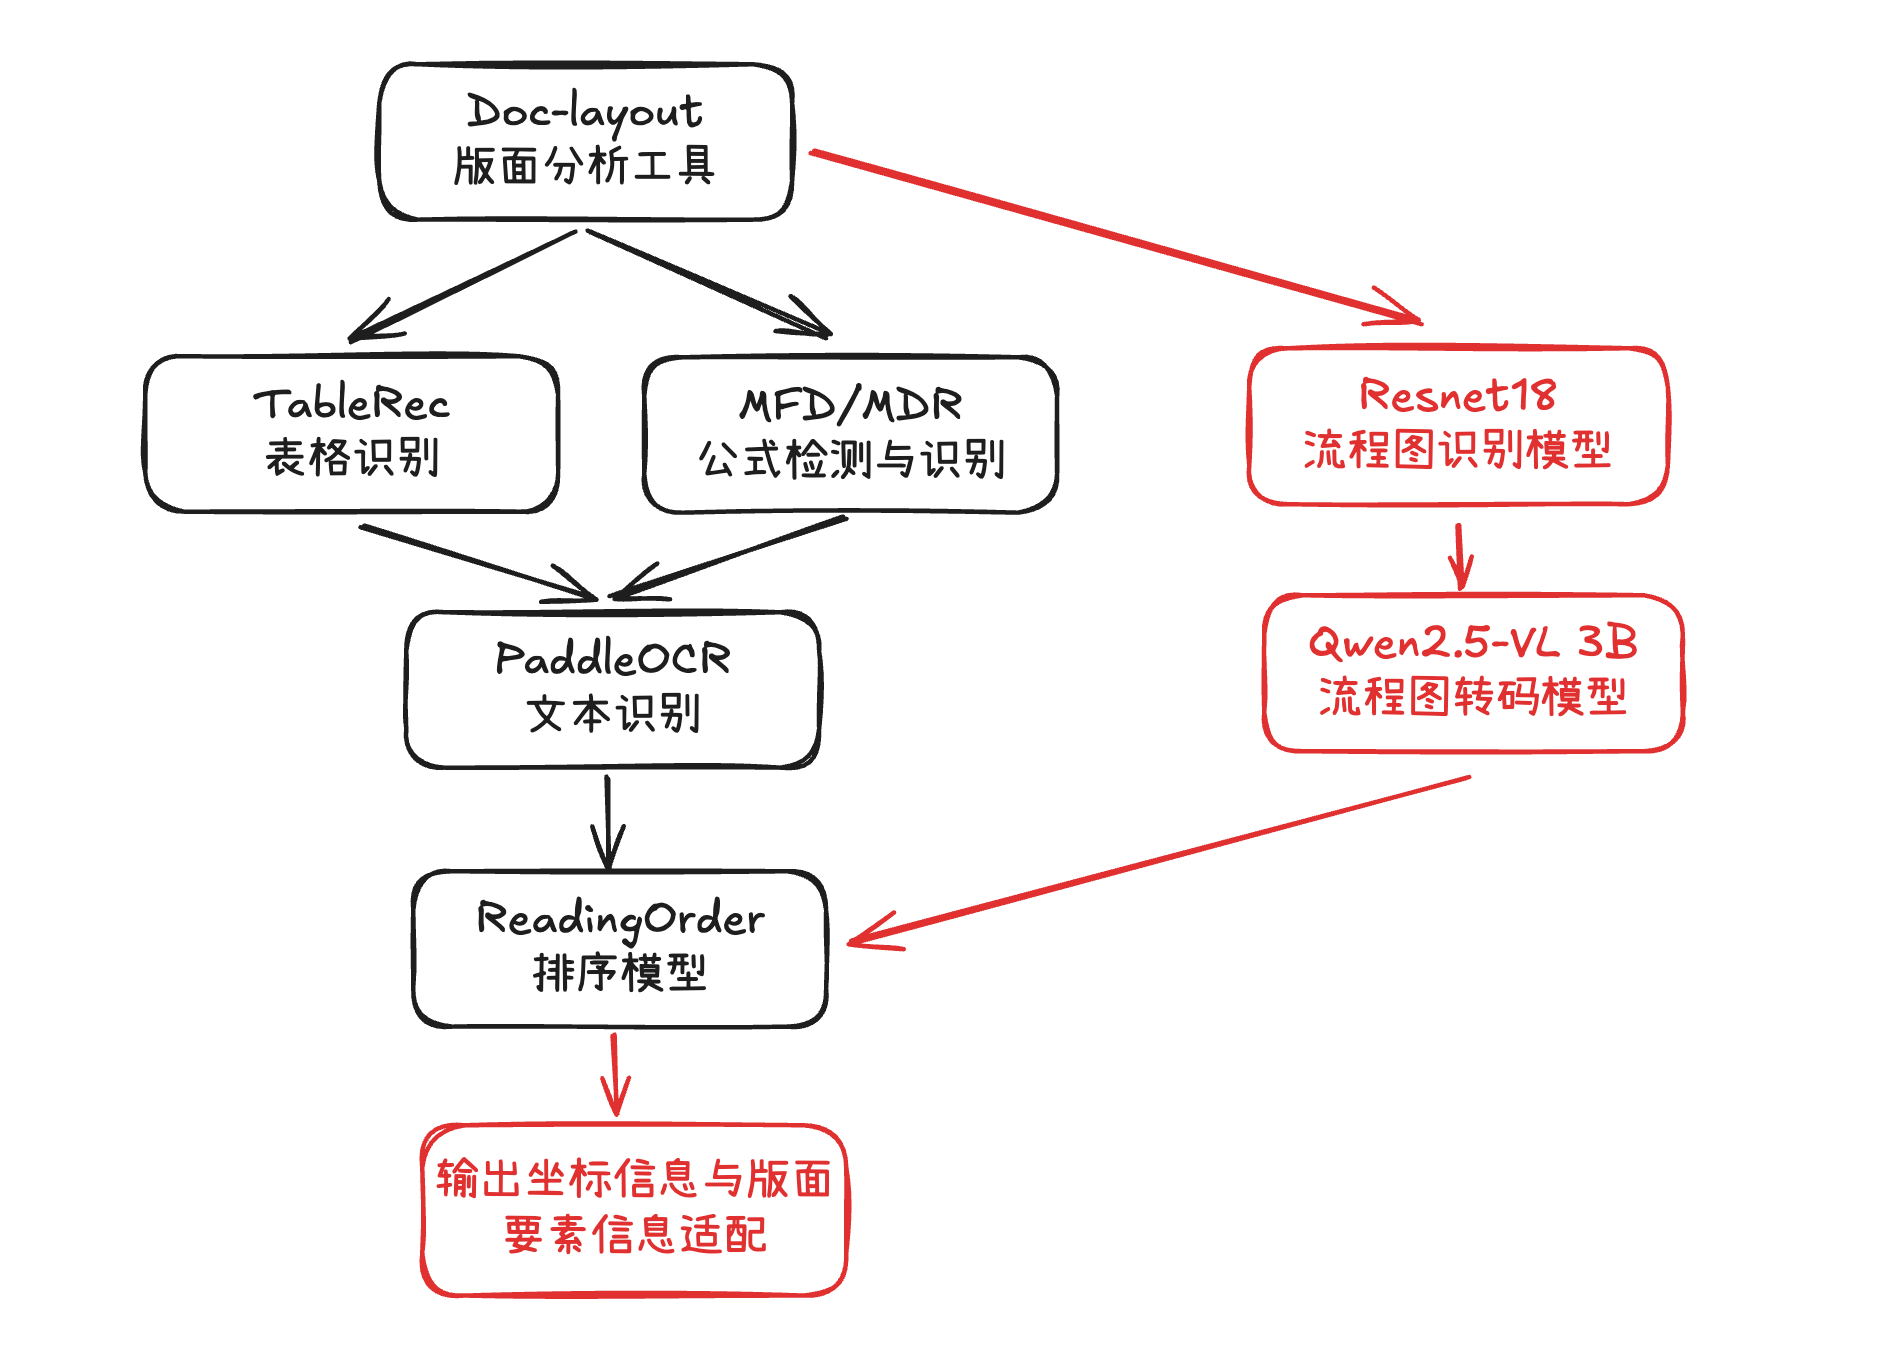 Doc-layout
版面分析工具
TableRec
表格识别
MFD/MDR
公式检测与识别
Resnet18
流程图识别模型
PaddleOCR
文本识别
Qwen2.5-VL 3B
流程图转码模型
ReadingOrder
排序模型
输出坐标信息与版面
要素信息适配